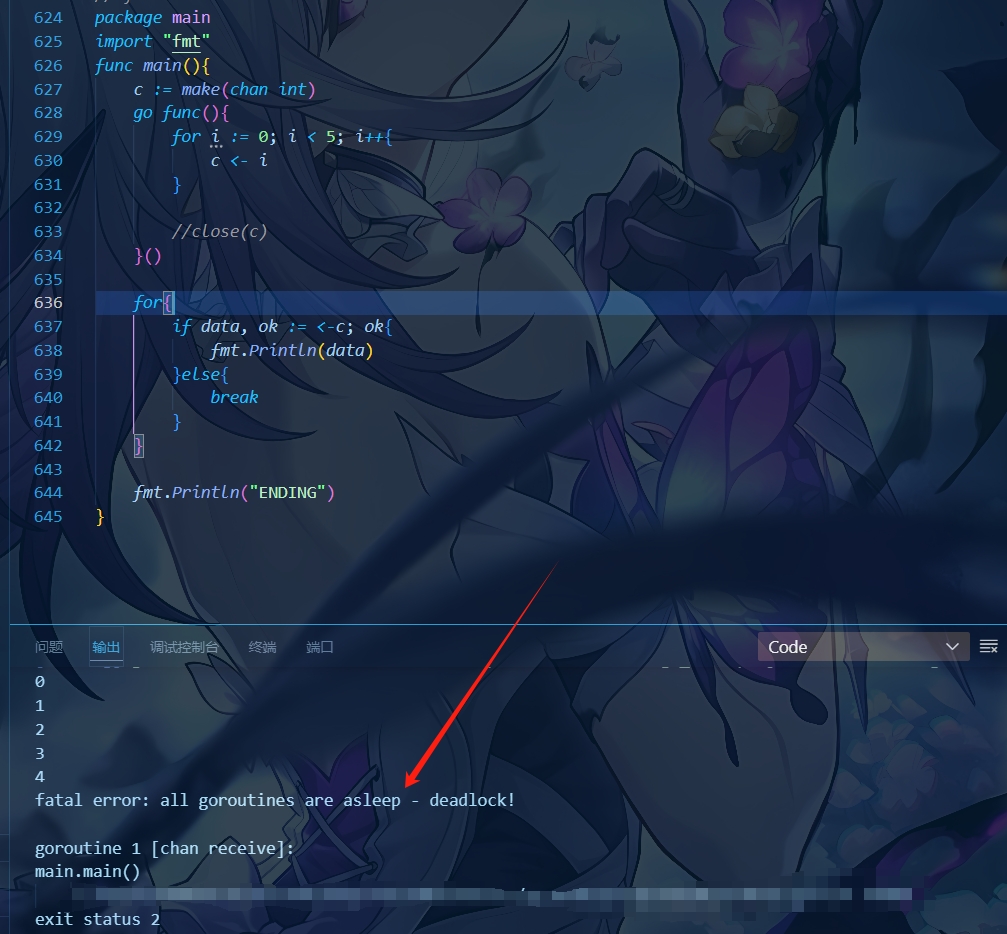 624 package main
625 import "fmt"
626 func main(){
627 c := make(chan int)
628 go func(){
629 for i := 0; i < 5; i++{
630 c <- i
631 }
632
633 //close(c)
634 }()
635
636 for{
637 if data, ok := <-c; ok{
638 fmt.Println(data)
639 }else{
640 break
641 }
642 }
643
644 fmt.Println("ENDING")
645 }
问题 输出 调试控制台 终端 端口 Code
0
1
2
3
4
fatal error: all goroutines are asleep - deadlock!
goroutine 1 [chan receive]:
main.main()
exit status 2